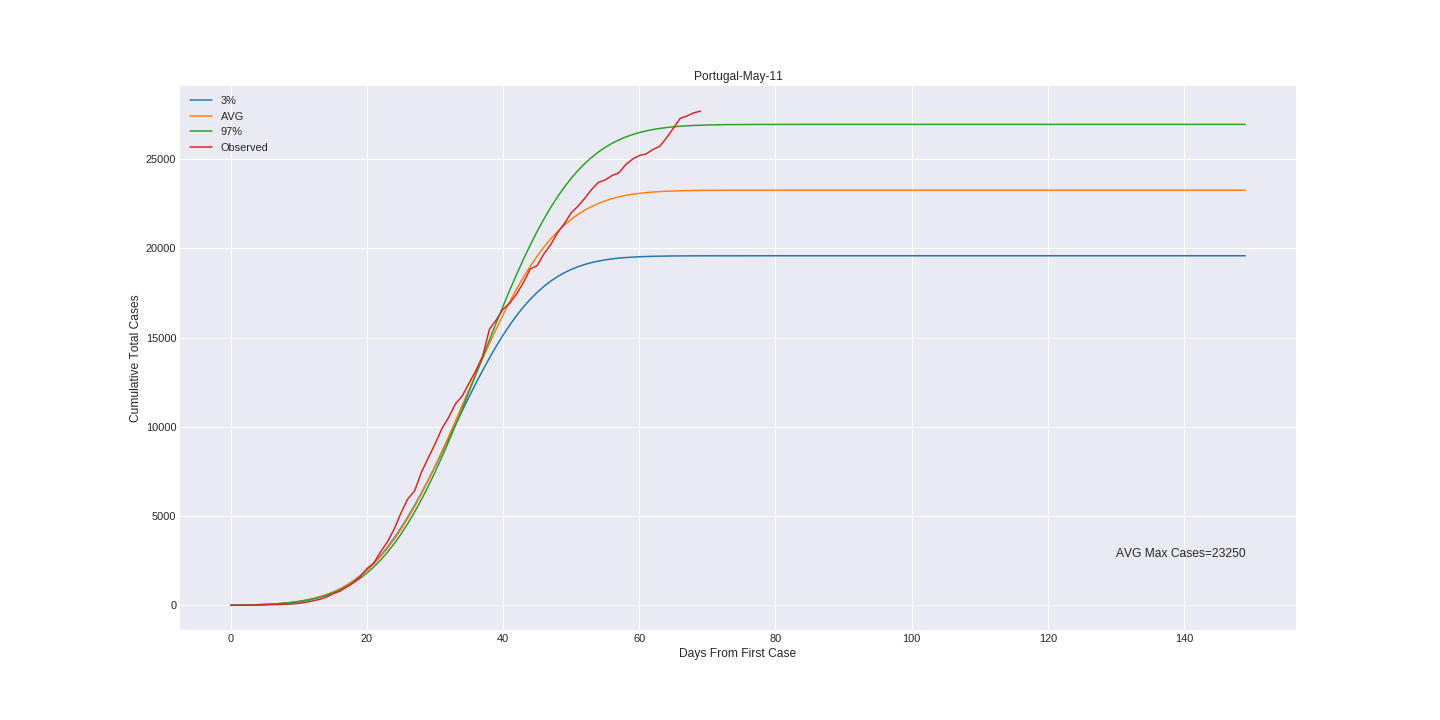 Portugal-May-11
3%
AVG
97%
Observed
25000
20000
15000
10000
5000
0
Cumulative Total Cases
AVG Max Cases=23250
0 20 40 60 80 100 120 140
Days From First Case